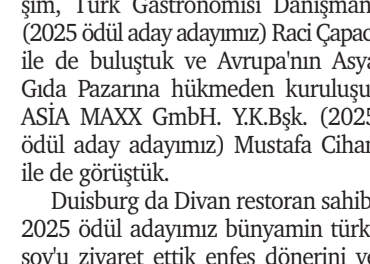 şim, Türk Gastronomisi Danışman
(2025 ödül aday adayımız) Raci Çapac
ile de buluştuk ve Avrupa'nın Asya
Gıda Pazarına hükmeden kuruluşu
ASİA MAXX GmbH. Y.K.Bşk. (2025
ödül aday adayımız) Mustafa Cihan
ile de görüştük.
Duisburg da Divan restoran sahib
2025 ödül adayımız bünyamin türk
soy'u ziyaret ettik enfes dönerini ve